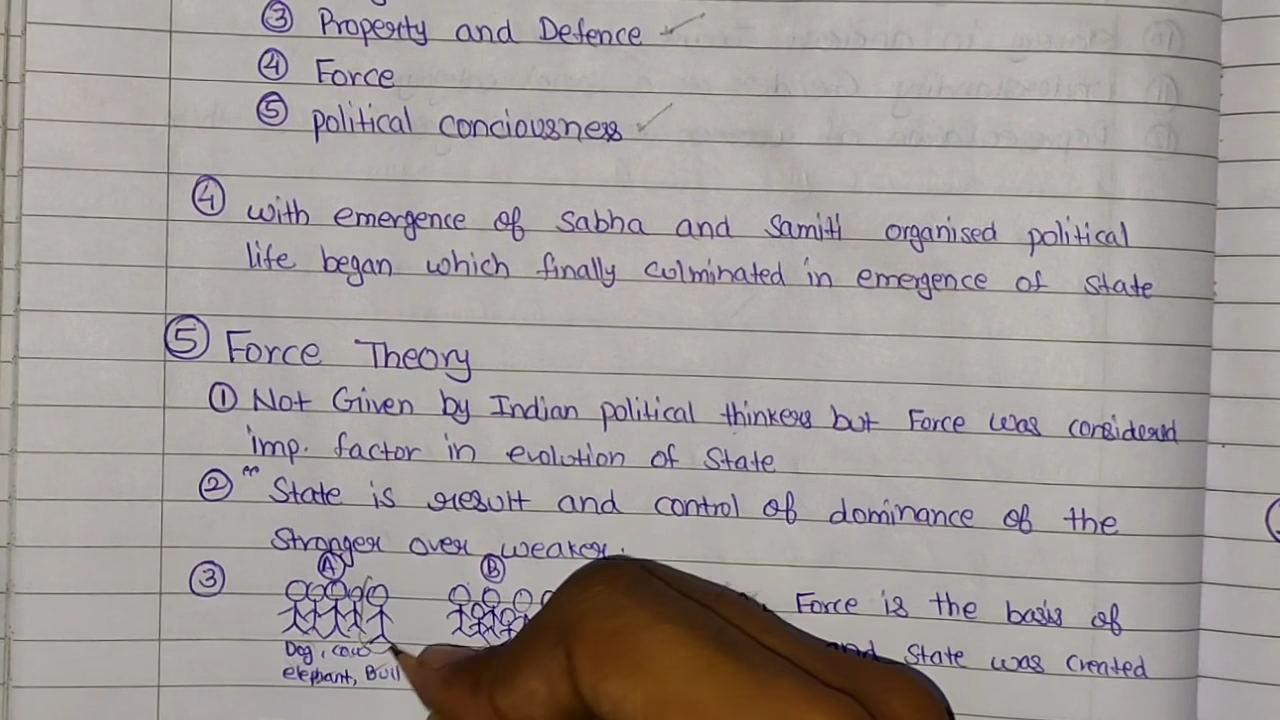 ③ Property and Defence ✓
④ Force
⑤ political conciousness ✓
④ with emergence of Sabha and Samiti organised political
life began which finally culminated in emergence of State
⑤ Force Theory
① Not Given by Indian political thinkers but Force was considered
imp. factor in evolution of State
② " State is result and control of dominance of the
Stronger over weaker.
③ Ⓐ Ⓑ
Force is the basis of
Dog, cow and State was created
elephant, Bull